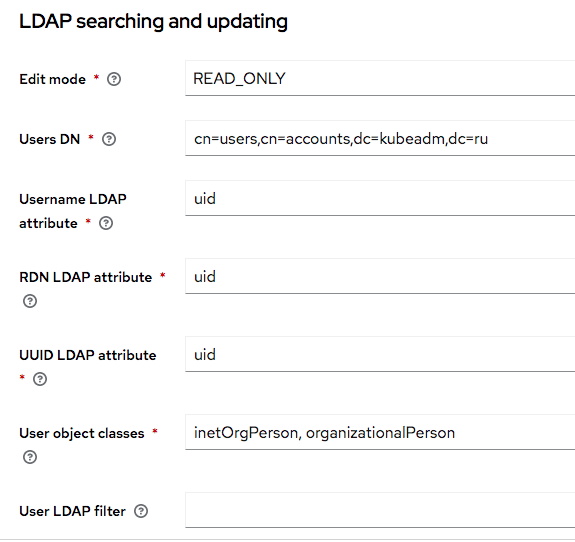 LDAP searching and updating
Edit mode *
READ_ONLY
Users DN *
cn=users,cn=accounts,dc=kubeadm,dc=ru
Username LDAP
attribute *
uid
RDN LDAP attribute *
uid
UUID LDAP attribute
*
uid
User object classes *
inetOrgPerson, organizationalPerson
User LDAP filter